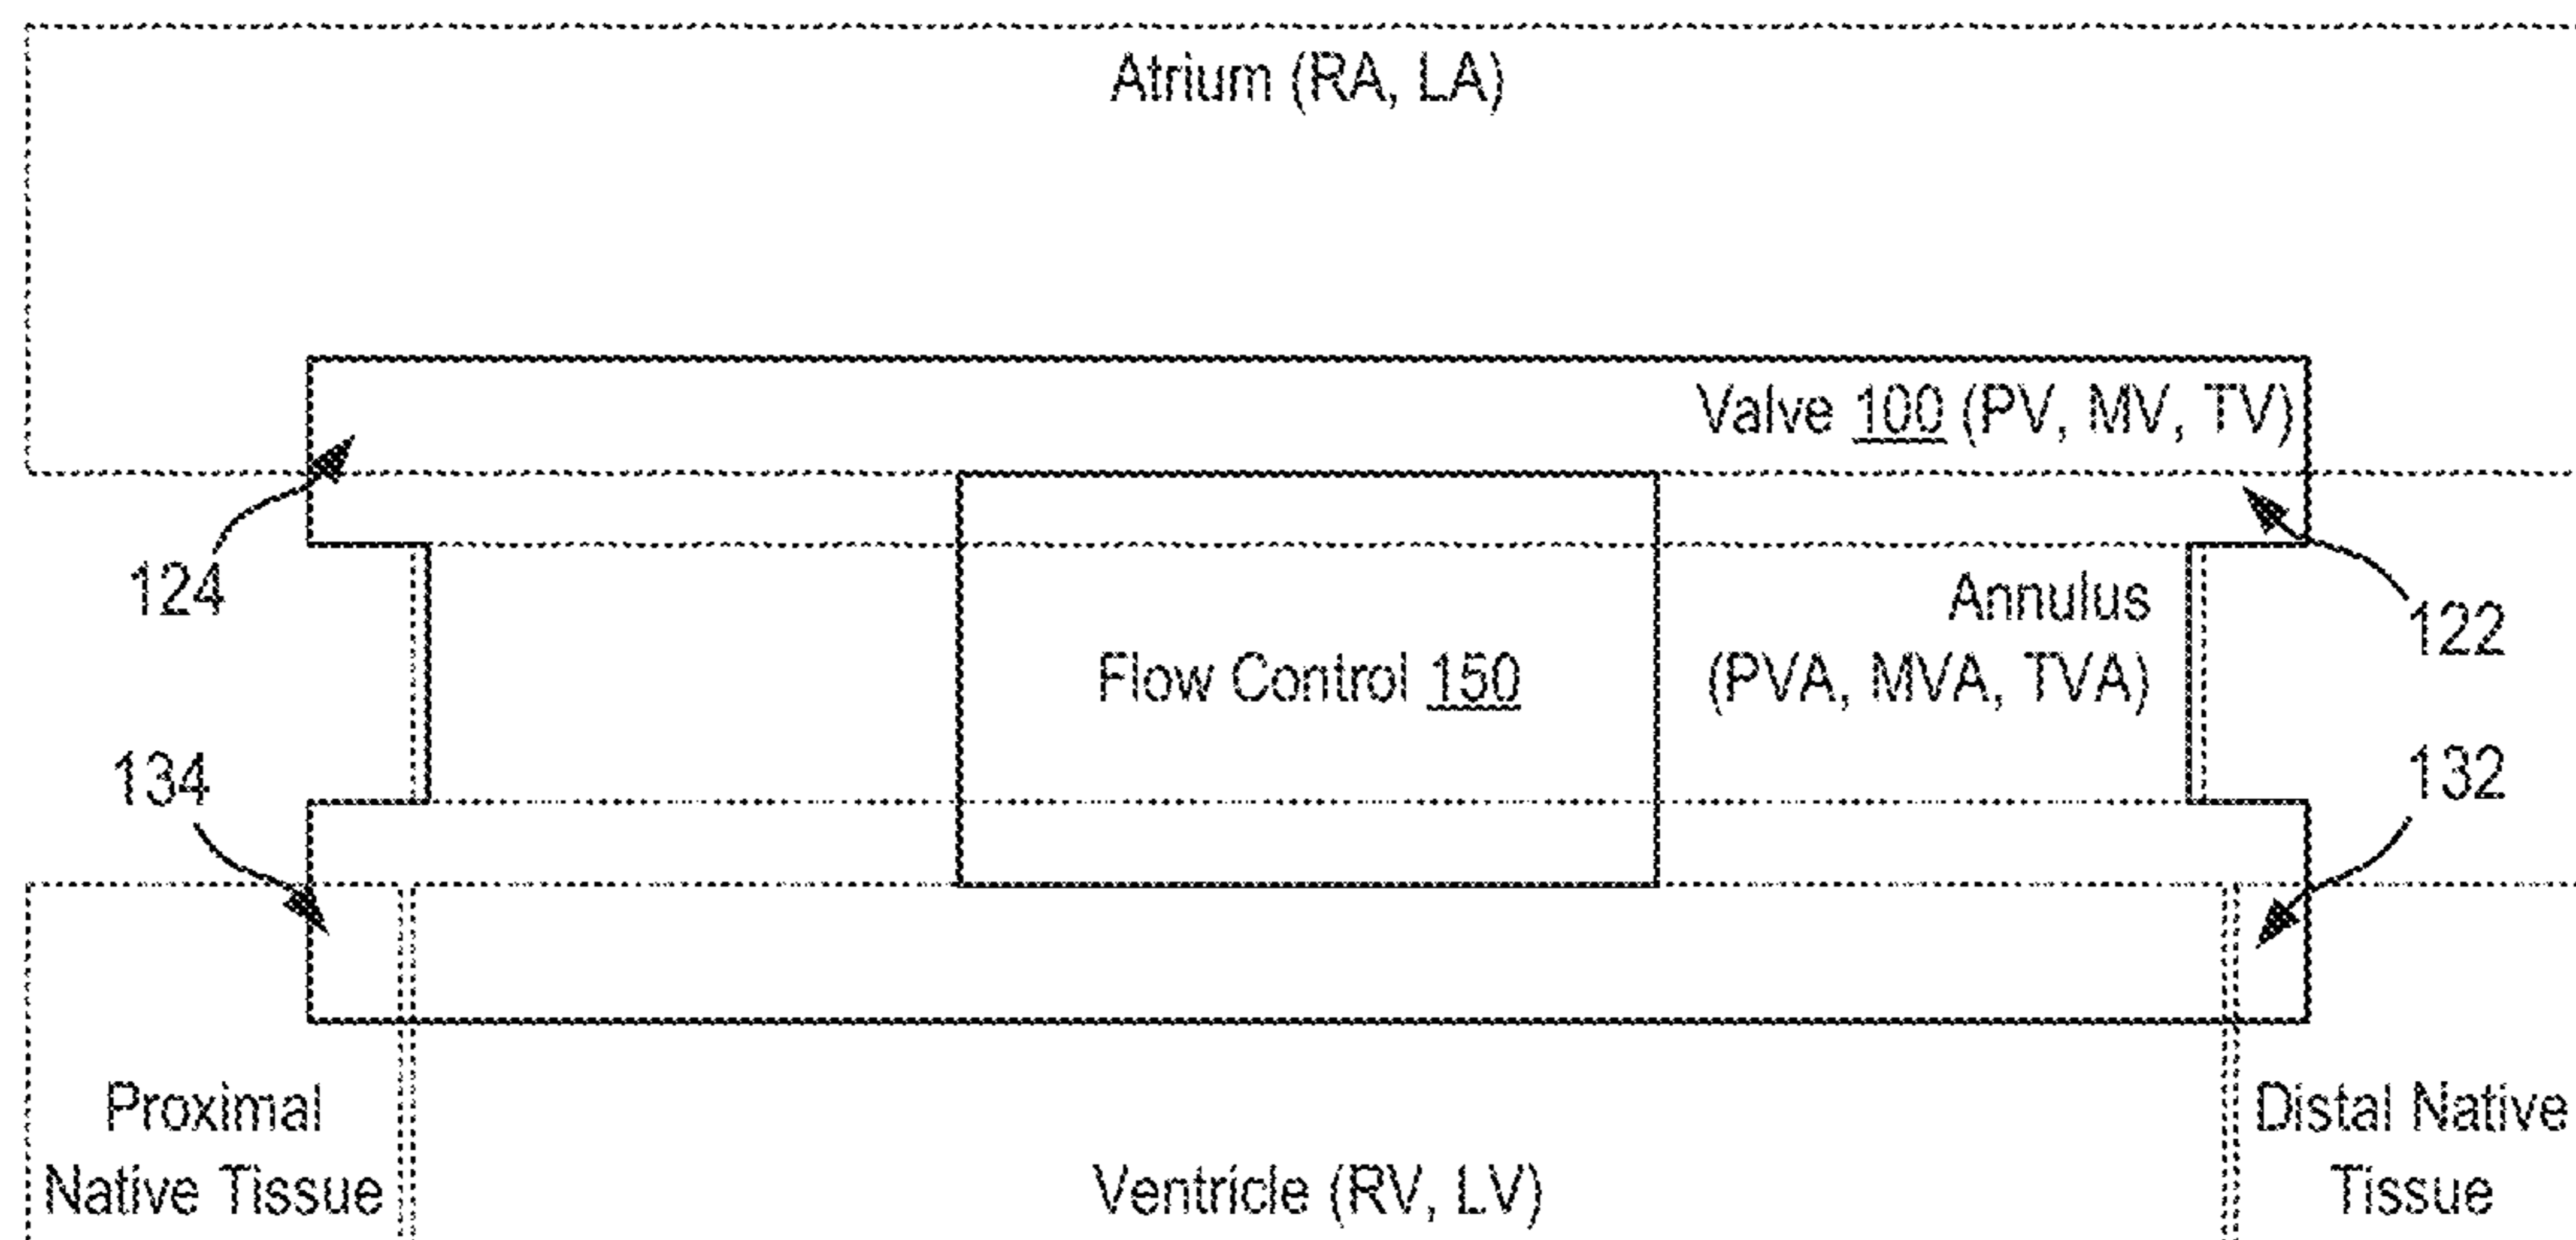 Atrium (RA, LA)
Valve 100 (PV, MV, TV)
124
Annulus
122
Flow Control 150
(PVA, MVA, TVA)
134
132
Proximal
Native Tissue
Ventricle (RV, LV)
Distal Native
Tissue